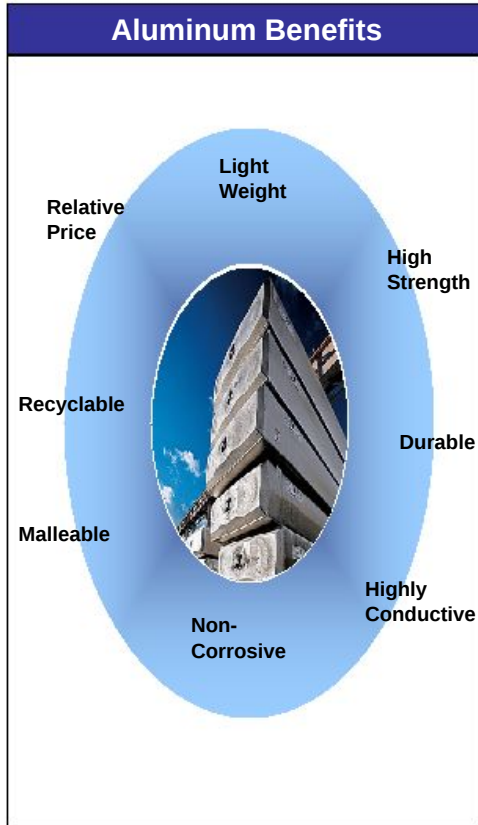 Aluminum Benefits
Light
Weight
Relative
Price
High
Strength
Recyclable
Durable
Malleable
Highly
Conductive
Non-
Corrosive